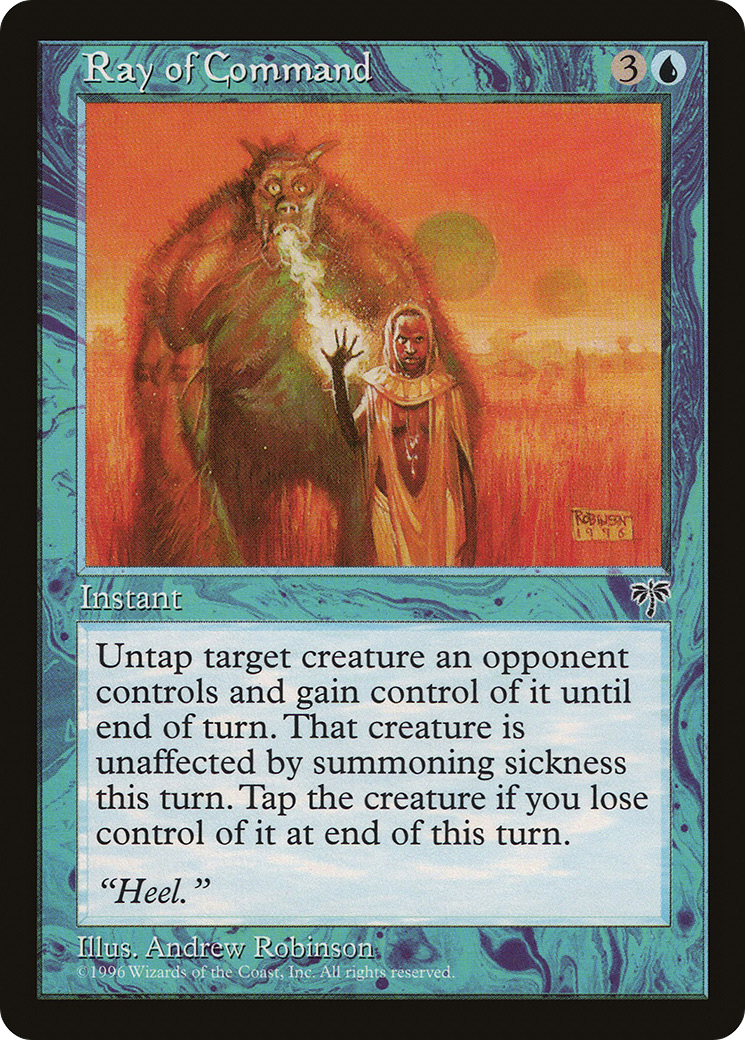 Ray of Command
3
ROBINSON
1996
Instant
Untap target creature an opponent
controls and gain control of it until
end of turn. That creature is
unaffected by summoning sickness
this turn. Tap the creature if you lose
control of it at end of this turn.
“Heel.”
Illus. Andrew Robinson
©1996 Wizards of the Coast, Inc. All rights reserved.